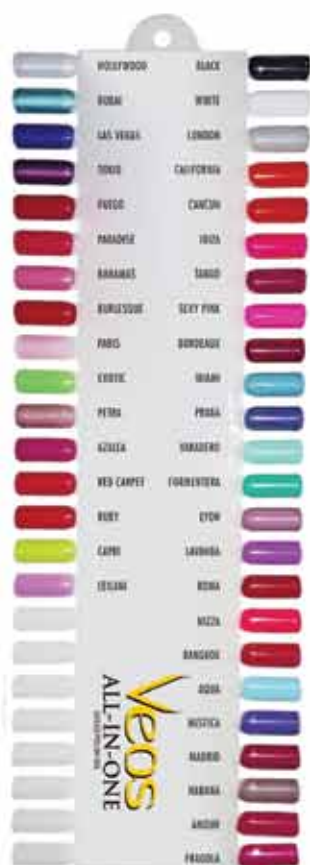 HOLLYWOOD BLACK
DUBAI WHITE
LAS VEGAS LONDON
TOKIO CALIFORNIA
FUEGO CANCUN
PARADISE IBIZA
BAHAMAS TANGO
BURLESQUE SEXY PINK
PARIS BORDEAUX
EXOTIC MIAMI
PETRA PRAGA
AZALEA VARADERO
RED CARPET FORMENTERA
RUBY LYON
CAPRI LAVANDA
ROMA
NIZZA
BANGKOK
AQUA
MISTICA
MADRID
HABANA
AMOUR
FRAGOLA
Veos
ALL-IN-ONE